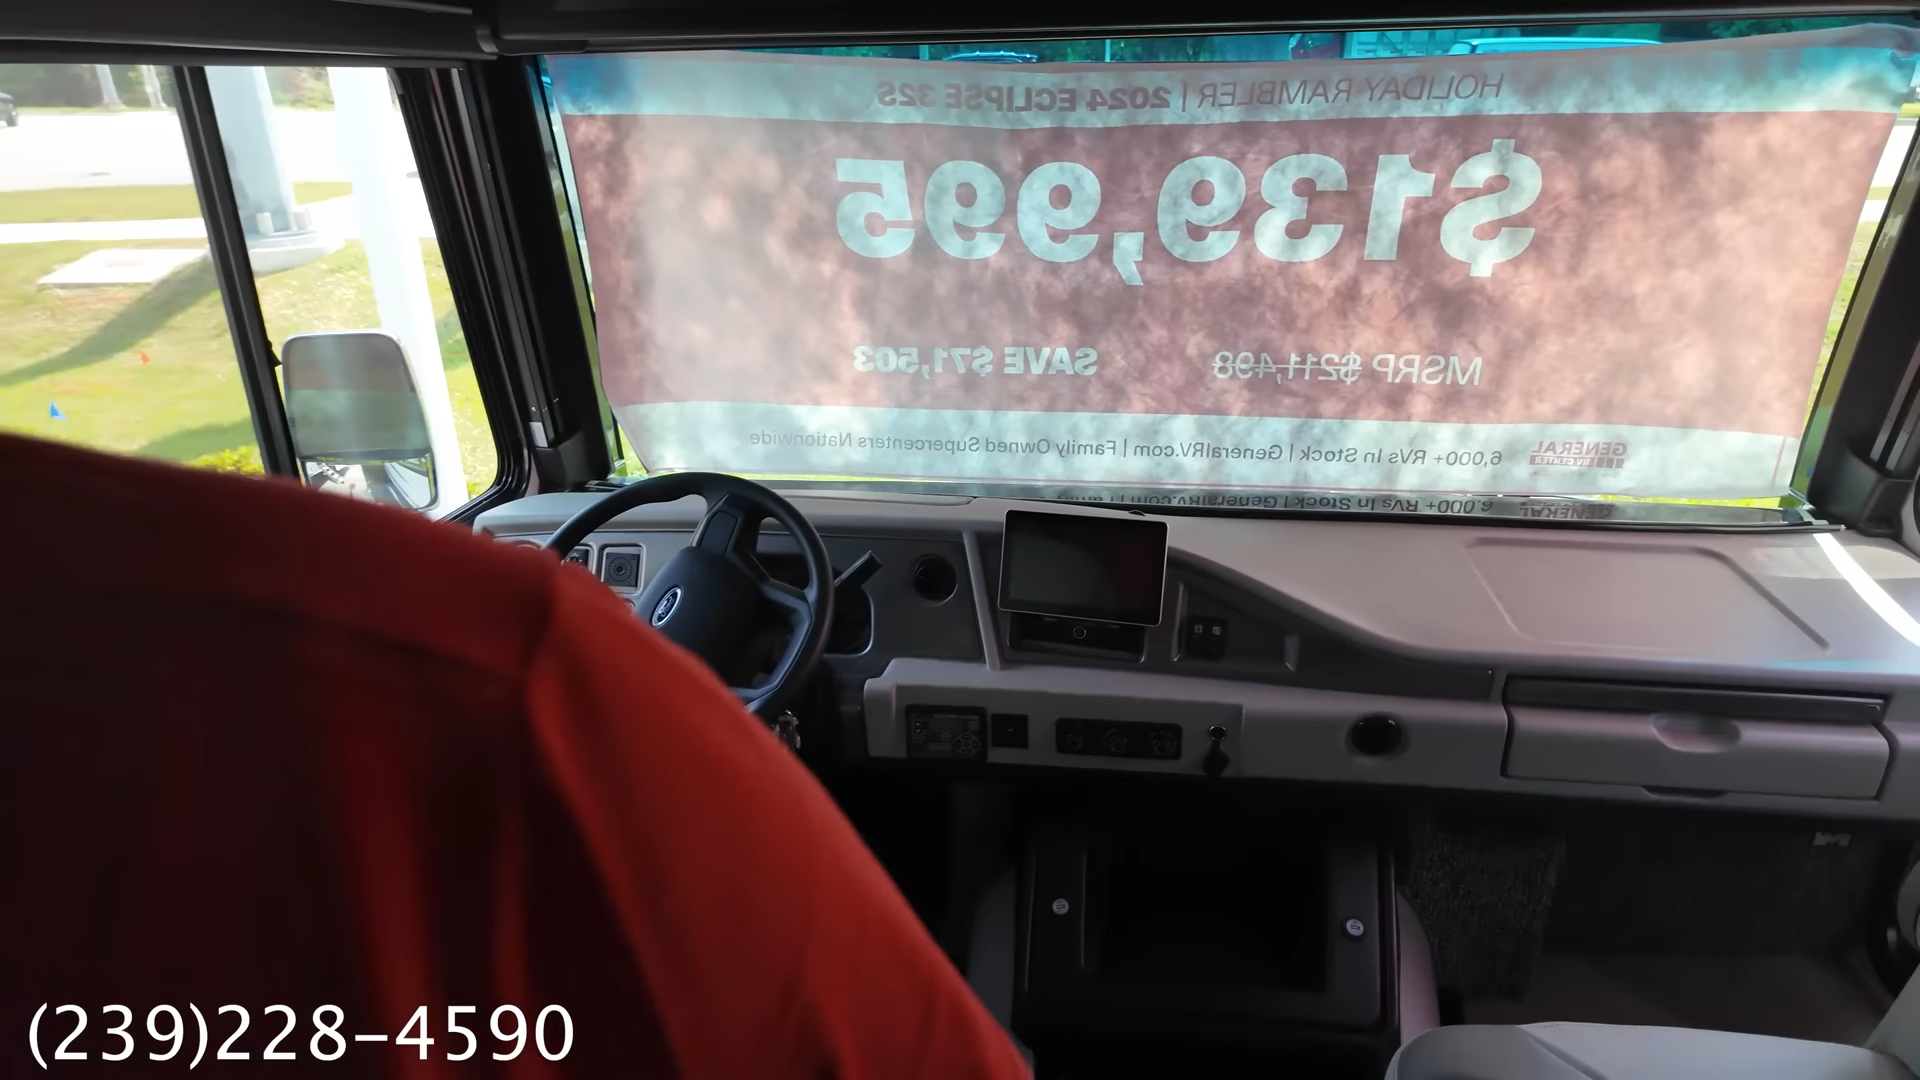 HOLIDAY RAMBLER | 2024 ECLIPSE 32S
$139,995
MSRP $211,498 SAVE $71,503
GENERAL
RV CENTER
6,000+ RVs In Stock | GeneralRV.com | Family Owned Supercenters Nationwide
(239)228-4590